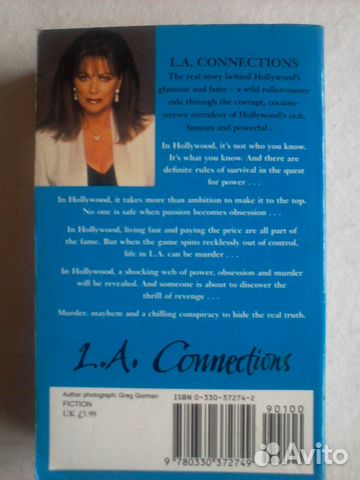 L.A. CONNECTIONS
The real story behind Hollywood's
glamour and fame – a wild rollercoaster
ride through the corrupt, cocaine-
strewn corridors of Hollywood's rich,
famous and powerful . . .
In Hollywood, it's not who you know.
It's what you know. And there are
definite rules of survival in the quest
for power . . .
In Hollywood, it takes more than ambition to make it to the top.
No one is safe when passion becomes obsession . . .
In Hollywood, living fast and paying the price are all part of
the fame. But when the game spins recklessly out of control,
life in L.A. can be murder . . .
In Hollywood, a shocking web of power, obsession and murder
will be revealed. And someone is about to discover the
thrill of revenge . . .
Murder, mayhem and a chilling conspiracy to hide the real truth.
L.A. Connections
Author photograph: Greg Gorman
FICTION
UK £3.99
ISBN 0-330-37274-2
90100
9 780330 372749
Avito